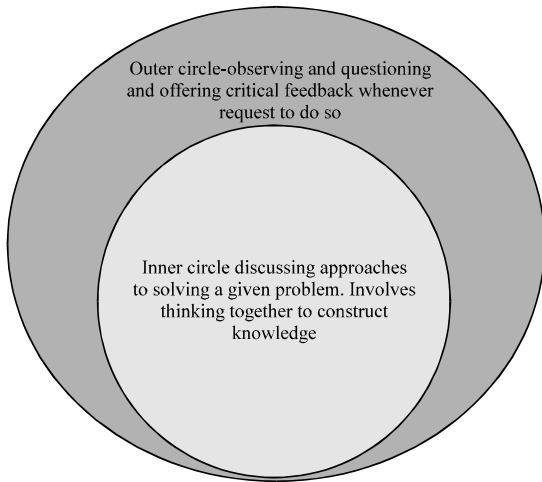 Outer circle-observing and questioning
and offering critical feedback whenever
request to do so
Inner circle discussing approaches
to solving a given problem. Involves
thinking together to construct
knowledge